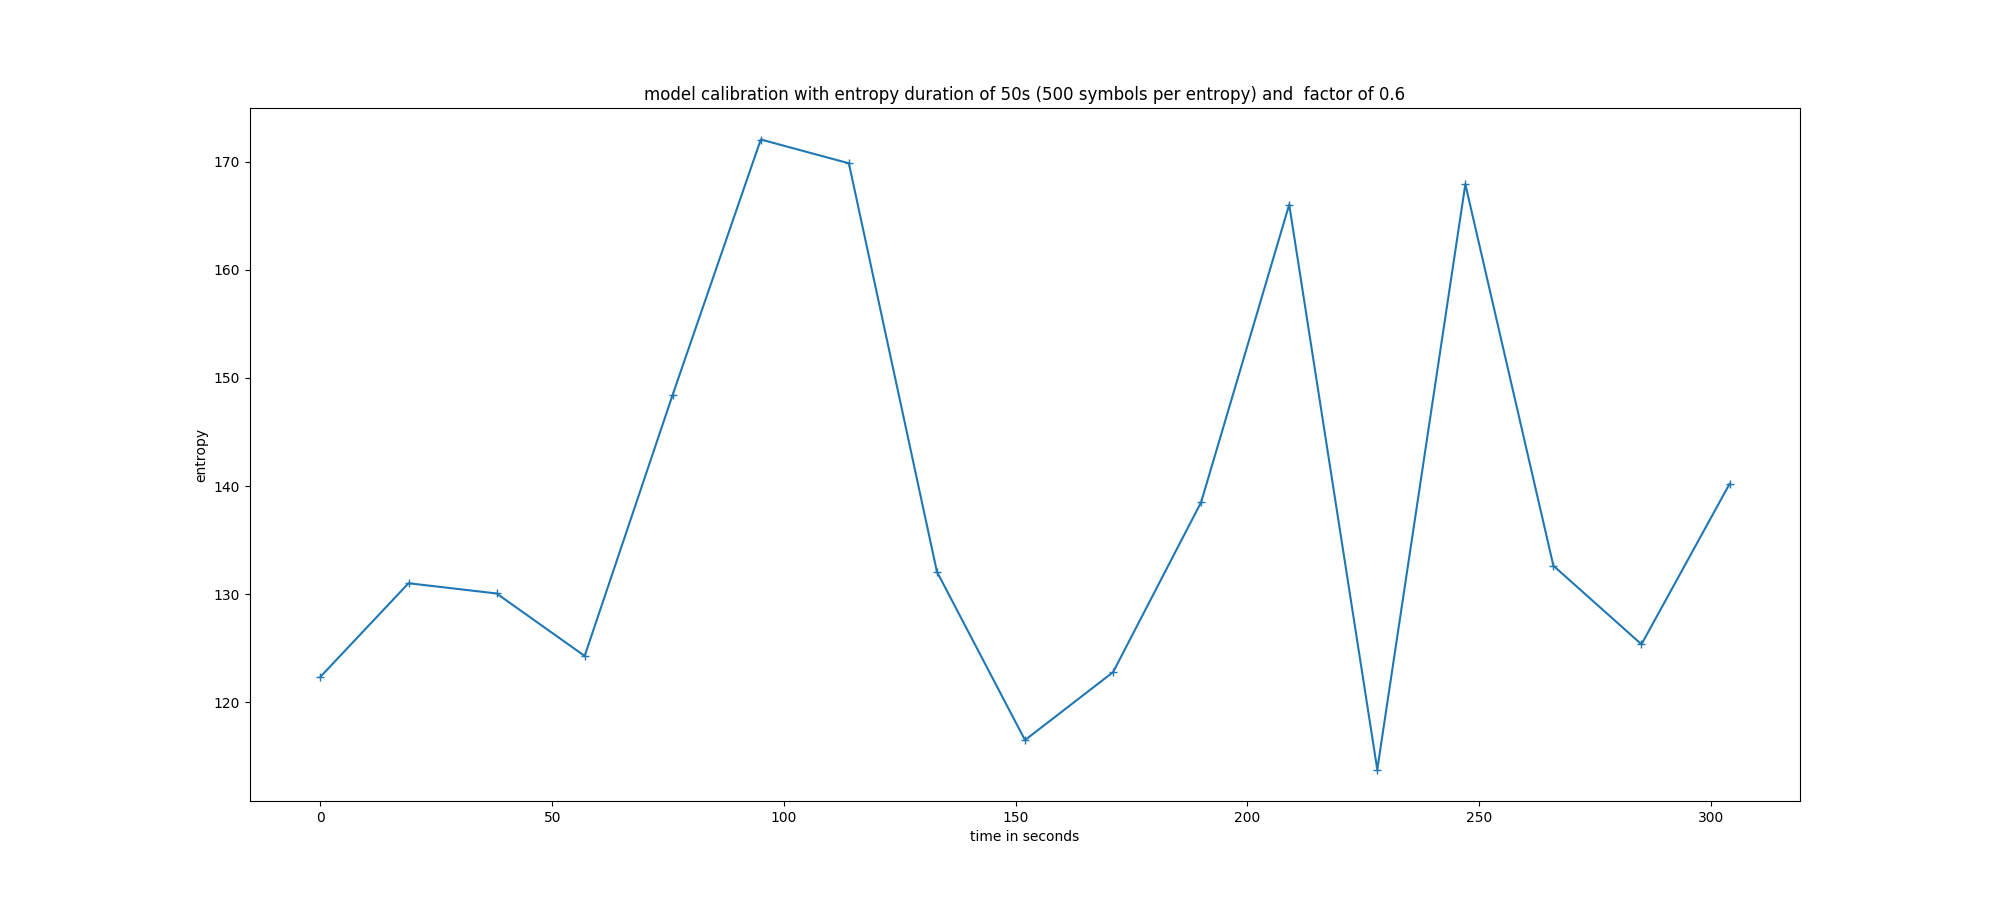 model calibration with entropy duration of 50s (500 symbols per entropy) and  factor of 0.6
170
160
150
140
130
120
entropy
0 50 100 150 200 250 300
time in seconds